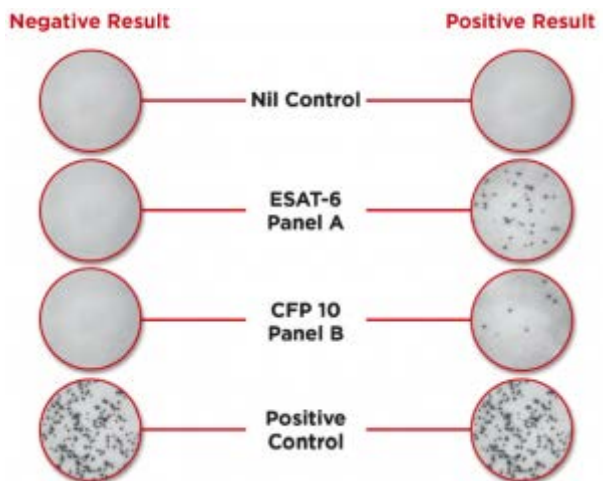 Negative Result
Positive Result
Nil Control
ESAT-6
Panel A
CFP 10
Panel B
Positive
Control